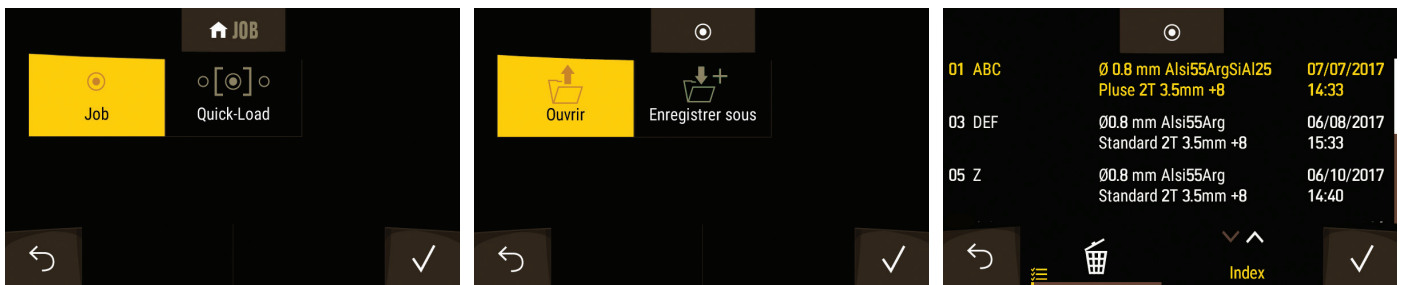 JOB
Job
Quick-Load
Ouvrir
Enregistrer sous
01 ABC Ø 0.8 mm Alsi55ArgSiAl25 07/07/2017
Pluse 2T 3.5mm +8 14:33
03 DEF Ø0.8 mm Alsi55Arg 06/08/2017
Standard 2T 3.5mm +8 15:33
05 Z Ø0.8 mm Alsi55Arg 06/10/2017
Standard 2T 3.5mm +8 14:40
Index